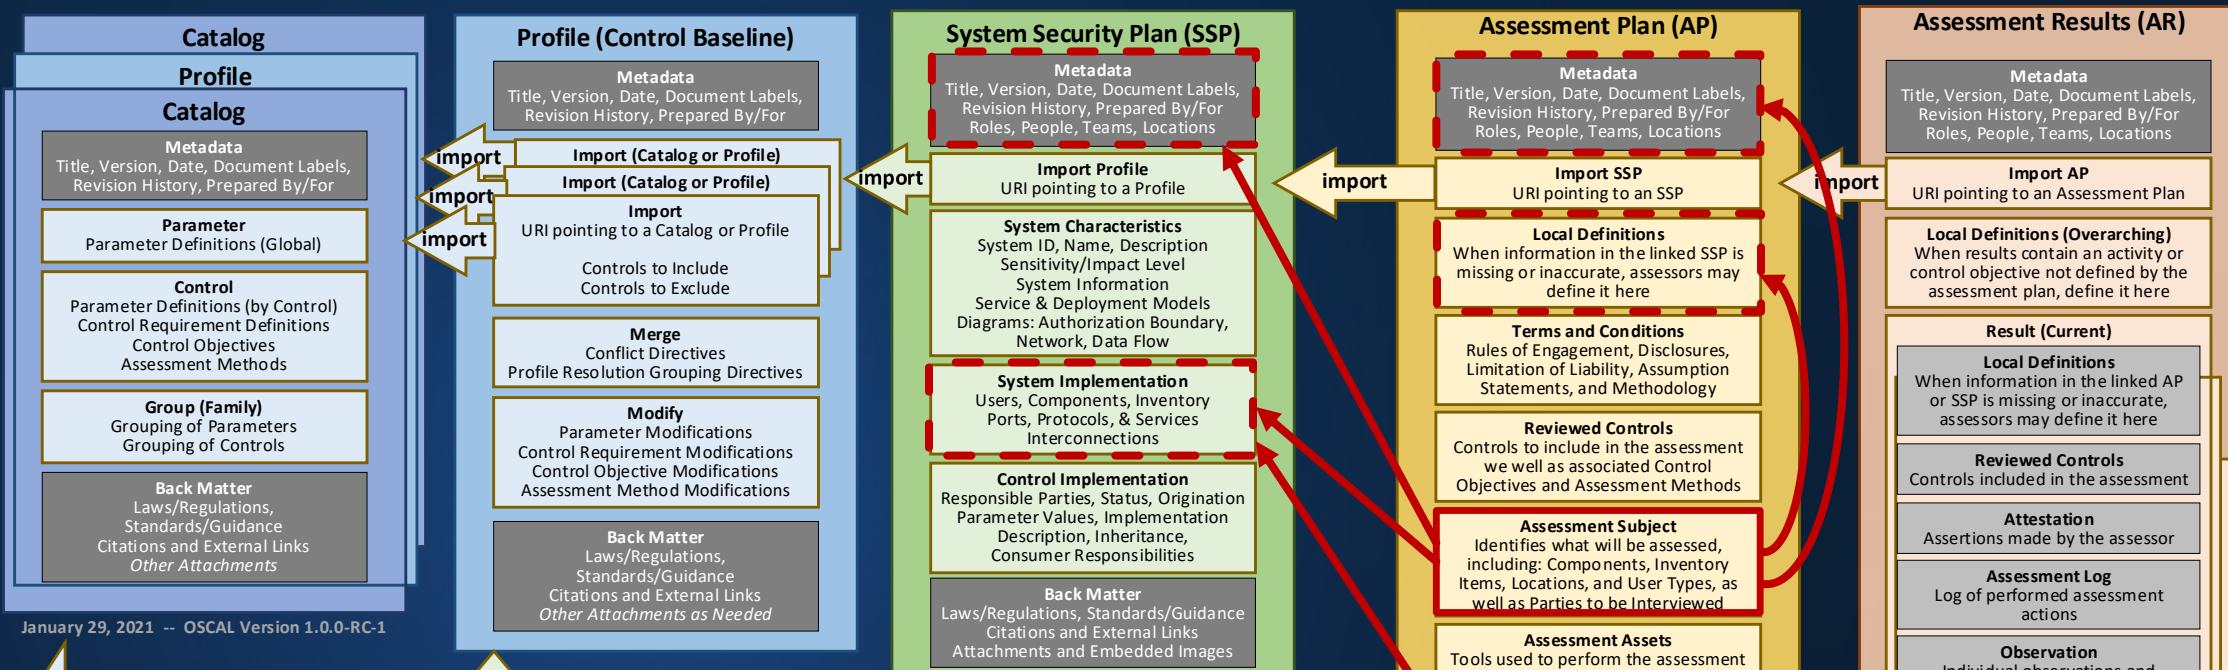 Catalog
Profile
Catalog
Metadata
Title, Version, Date, Document Labels,
Revision History, Prepared By/For
Parameter
Parameter Definitions (Global)
Control
Parameter Definitions (by Control)
Control Requirement Definitions
Control Objectives
Assessment Methods
Group (Family)
Grouping of Parameters
Grouping of Controls
Back Matter
Laws/Regulations,
Standards/Guidance
Citations and External Links
Other Attachments
January 29, 2021 -- OSCAL Version 1.0.0-RC-1
import
import
import
Profile (Control Baseline)
Metadata
Title, Version, Date, Document Labels,
Revision History, Prepared By/For
Import (Catalog or Profile)
Import (Catalog or Profile)
Import
URI pointing to a Catalog or Profile
Controls to Include
Controls to Exclude
Merge
Conflict Directives
Profile Resolution Grouping Directives
Modify
Parameter Modifications
Control Requirement Modifications
Control Objective Modifications
Assessment Method Modifications
Back Matter
Laws/Regulations,
Standards/Guidance
Citations and External Links
Other Attachments as Needed
import
System Security Plan (SSP)
Metadata
Title, Version, Date, Document Labels,
Revision History, Prepared By/For
Roles, People, Teams, Locations
Import Profile
URI pointing to a Profile
System Characteristics
System ID, Name, Description
Sensitivity/Impact Level
System Information
Service & Deployment Models
Diagrams: Authorization Boundary,
Network, Data Flow
System Implementation
Users, Components, Inventory
Ports, Protocols, & Services
Interconnections
Control Implementation
Responsible Parties, Status, Origination
Parameter Values, Implementation
Description, Inheritance,
Consumer Responsibilities
Back Matter
Laws/Regulations, Standards/Guidance
Citations and External Links
Attachments and Embedded Images
import
Assessment Plan (AP)
Metadata
Title, Version, Date, Document Labels,
Revision History, Prepared By/For
Roles, People, Teams, Locations
Import SSP
URI pointing to an SSP
Local Definitions
When information in the linked SSP is
missing or inaccurate, assessors may
define it here
Terms and Conditions
Rules of Engagement, Disclosures,
Limitation of Liability, Assumption
Statements, and Methodology
Reviewed Controls
Controls to include in the assessment
we well as associated Control
Objectives and Assessment Methods
Assessment Subject
Identifies what will be assessed,
including: Components, Inventory
Items, Locations, and User Types, as
well as Parties to be Interviewed
Assessment Assets
Tools used to perform the assessment
import
Assessment Results (AR)
Metadata
Title, Version, Date, Document Labels,
Revision History, Prepared By/For
Roles, People, Teams, Locations
Import AP
URI pointing to an Assessment Plan
Local Definitions (Overarching)
When results contain an activity or
control objective not defined by the
assessment plan, define it here
Result (Current)
Local Definitions
When information in the linked AP
or SSP is missing or inaccurate,
assessors may define it here
Reviewed Controls
Controls included in the assessment
Attestation
Assertions made by the assessor
Assessment Log
Log of performed assessment
actions
Observation